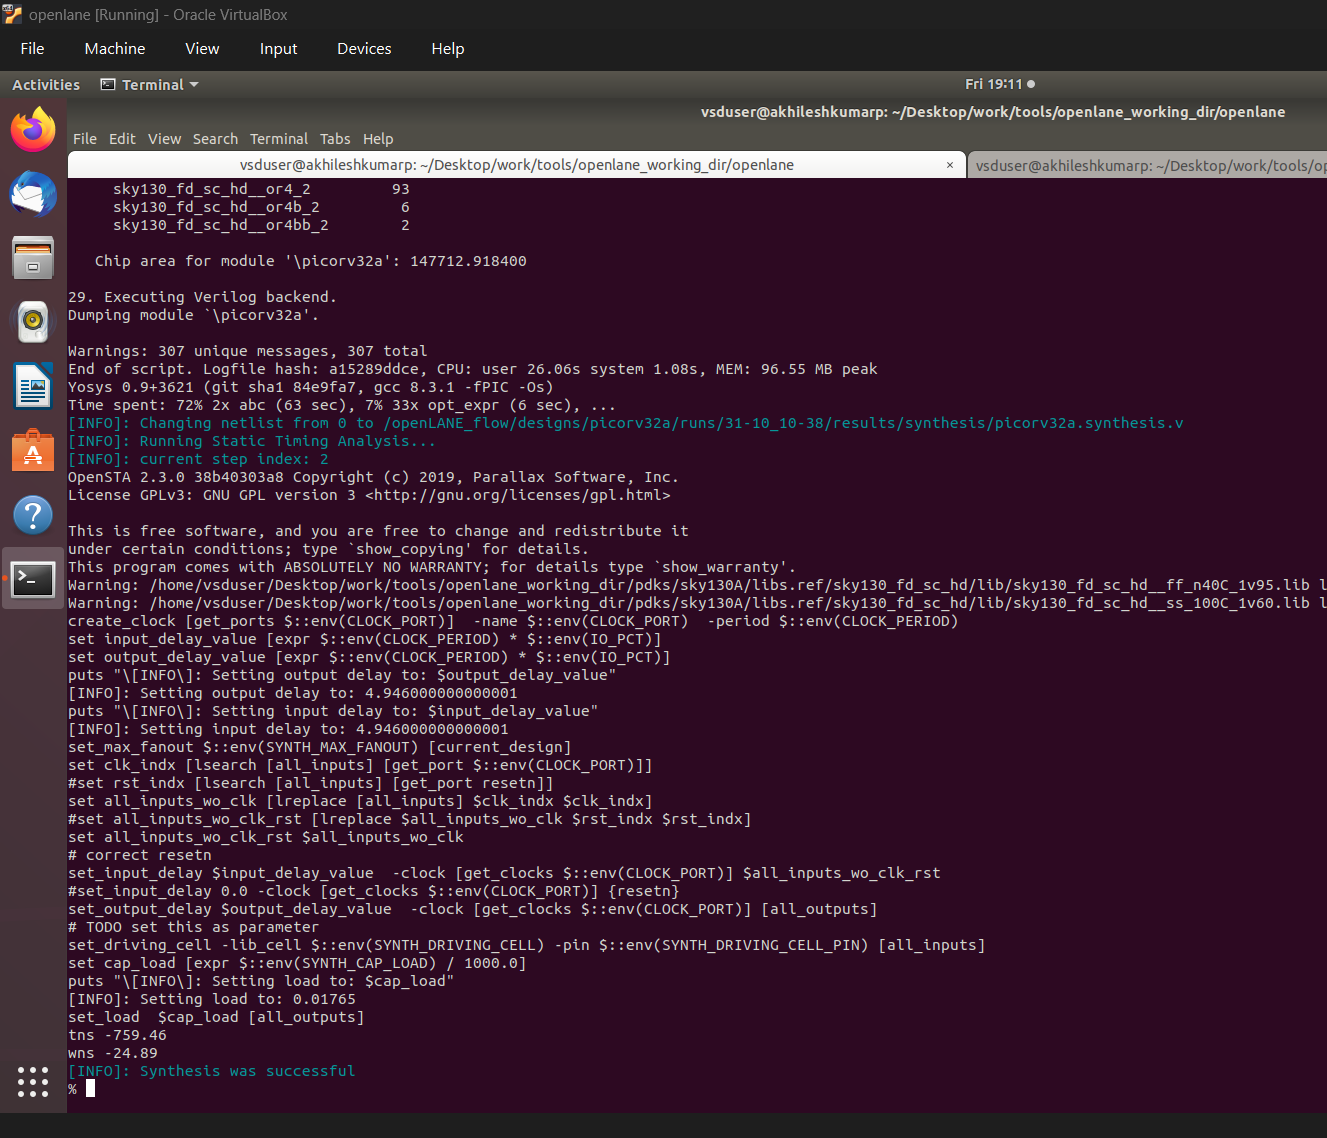 openlane [Running] - Oracle VirtualBox
File Machine View Input Devices Help
Activities Terminal Fri 19:11
vsduser@akhileshkumarp: ~/Desktop/work/tools/openlane_working_dir/openlane
File Edit View Search Terminal Tabs Help
vsduser@akhileshkumarp: ~/Desktop/work/tools/openlane_working_dir/openlane × vsduser@akhileshkumarp: ~/Desktop/work/tools/op
sky130_fd_sc_hd__or4_2 93
sky130_fd_sc_hd__or4b_2 6
sky130_fd_sc_hd__or4bb_2 2
Chip area for module '\picorv32a': 147712.918400
29. Executing Verilog backend.
Dumping module `\picorv32a'.
Warnings: 307 unique messages, 307 total
End of script. Logfile hash: a15289ddce, CPU: user 26.06s system 1.08s, MEM: 96.55 MB peak
Yosys 0.9+3621 (git sha1 84e9fa7, gcc 8.3.1 -fPIC -Os)
Time spent: 72% 2x abc (63 sec), 7% 33x opt_expr (6 sec), ...
[INFO]: Changing netlist from 0 to /openLANE_flow/designs/picorv32a/runs/31-10_10-38/results/synthesis/picorv32a.synthesis.v
[INFO]: Running Static Timing Analysis...
[INFO]: current step index: 2
OpenSTA 2.3.0 38b40303a8 Copyright (c) 2019, Parallax Software, Inc.
License GPLv3: GNU GPL version 3 <http://gnu.org/licenses/gpl.html>
This is free software, and you are free to change and redistribute it
under certain conditions; type `show_copying' for details.
This program comes with ABSOLUTELY NO WARRANTY; for details type `show_warranty'.
Warning: /home/vsduser/Desktop/work/tools/openlane_working_dir/pdks/sky130A/libs.ref/sky130_fd_sc_hd/lib/sky130_fd_sc_hd__ff_n40C_1v95.lib l
Warning: /home/vsduser/Desktop/work/tools/openlane_working_dir/pdks/sky130A/libs.ref/sky130_fd_sc_hd/lib/sky130_fd_sc_hd__ss_100C_1v60.lib l
create_clock [get_ports $::env(CLOCK_PORT)]  -name $::env(CLOCK_PORT)  -period $::env(CLOCK_PERIOD)
set input_delay_value [expr $::env(CLOCK_PERIOD) * $::env(IO_PCT)]
set output_delay_value [expr $::env(CLOCK_PERIOD) * $::env(IO_PCT)]
puts "\[INFO\]: Setting output delay to: $output_delay_value"
[INFO]: Setting output delay to: 4.946000000000001
puts "\[INFO\]: Setting input delay to: $input_delay_value"
[INFO]: Setting input delay to: 4.946000000000001
set_max_fanout $::env(SYNTH_MAX_FANOUT) [current_design]
set clk_indx [lsearch [all_inputs] [get_port $::env(CLOCK_PORT)]]
#set rst_indx [lsearch [all_inputs] [get_port resetn]]
set all_inputs_wo_clk [lreplace [all_inputs] $clk_indx $clk_indx]
#set all_inputs_wo_clk_rst [lreplace $all_inputs_wo_clk $rst_indx $rst_indx]
set all_inputs_wo_clk_rst $all_inputs_wo_clk
# correct resetn
set_input_delay $input_delay_value  -clock [get_clocks $::env(CLOCK_PORT)] $all_inputs_wo_clk_rst
#set_input_delay 0.0 -clock [get_clocks $::env(CLOCK_PORT)] {resetn}
set_output_delay $output_delay_value  -clock [get_clocks $::env(CLOCK_PORT)] [all_outputs]
# TODO set this as parameter
set_driving_cell -lib_cell $::env(SYNTH_DRIVING_CELL) -pin $::env(SYNTH_DRIVING_CELL_PIN) [all_inputs]
set cap_load [expr $::env(SYNTH_CAP_LOAD) / 1000.0]
puts "\[INFO\]: Setting load to: $cap_load"
[INFO]: Setting load to: 0.01765
set_load  $cap_load [all_outputs]
tns -759.46
wns -24.89
[INFO]: Synthesis was successful
%